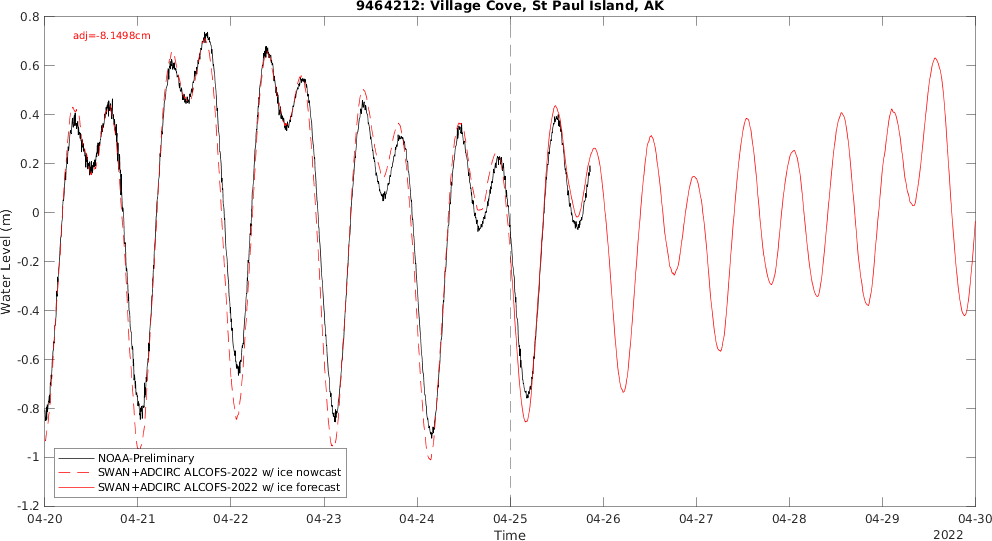 9464212: Village Cove, St Paul Island, AK
adj=-8.1498cm
Water Level (m)
0.8
0.6
0.4
0.2
0
-0.2
-0.4
-0.6
-0.8
-1
-1.2
NOAA-Preliminary
SWAN+ADCIRC ALCOFS-2022 w/ ice nowcast
SWAN+ADCIRC ALCOFS-2022 w/ ice forecast
04-20 04-21 04-22 04-23 04-24 04-25 04-26 04-27 04-28 04-29 04-30
Time
2022